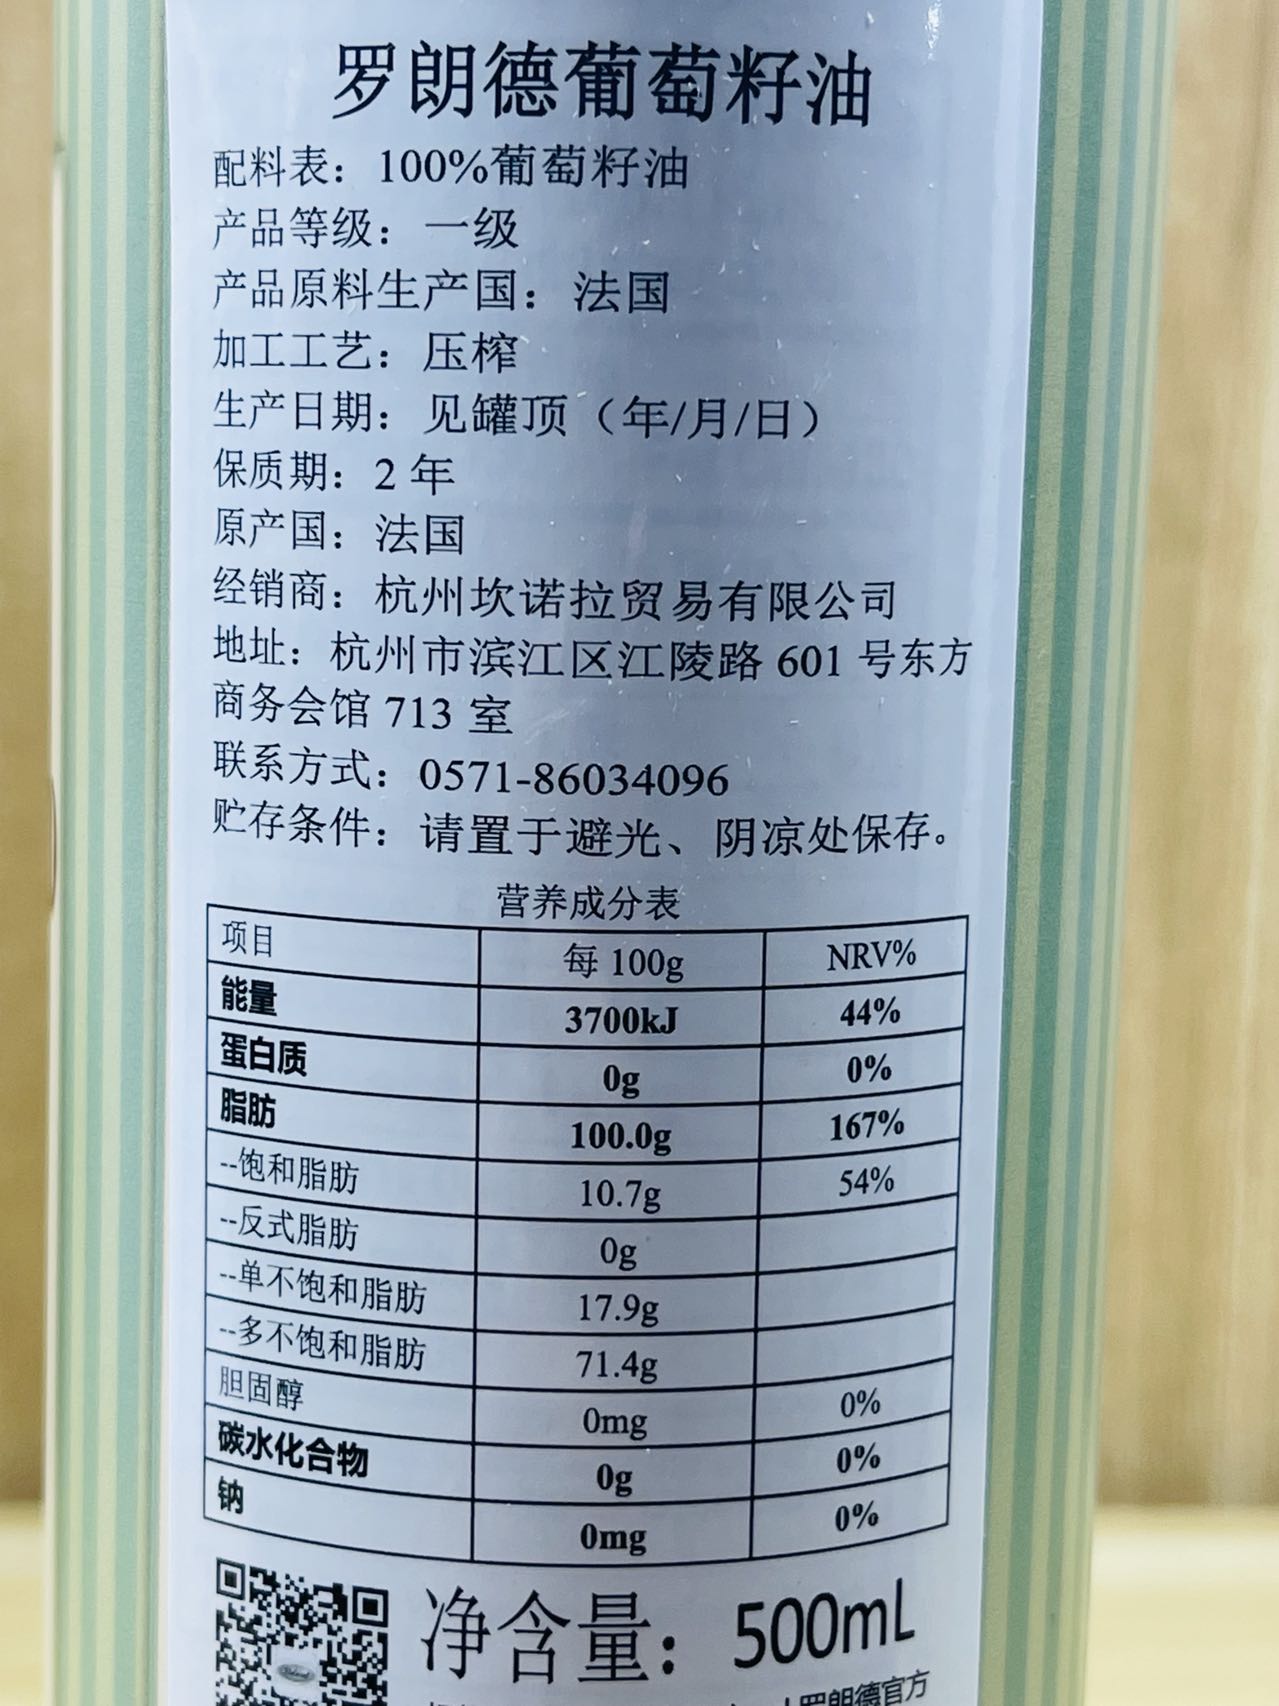 罗朗德葡萄籽油
配料表：100%葡萄籽油
产品等级：一级
产品原料生产国：法国
加工工艺：压榨
生产日期：见罐顶（年/月/日）
保质期：2 年
原产国：法国
经销商：杭州坎诺拉贸易有限公司
地址：杭州市滨江区江陵路 601 号东方
商务会馆 713 室
联系方式：0571-86034096
贮存条件：请置于避光、阴凉处保存。
营养成分表
项目 每 100g NRV%
能量 3700kJ 44%
蛋白质 0g 0%
脂肪 100.0g 167%
--饱和脂肪 10.7g 54%
--反式脂肪 0g
--单不饱和脂肪 17.9g
--多不饱和脂肪 71.4g
胆固醇 0mg 0%
碳水化合物 0g 0%
钠 0mg 0%
净含量：500mL
罗朗德官方